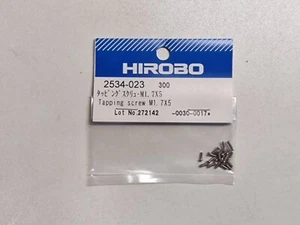 HIROBO
2534-023 300
ﾀｯﾋﾟﾝｸﾞｽｸﾘｭ-M1.7X5
Tapping screw M1.7X5
Lot No.272142 -0030-0017*